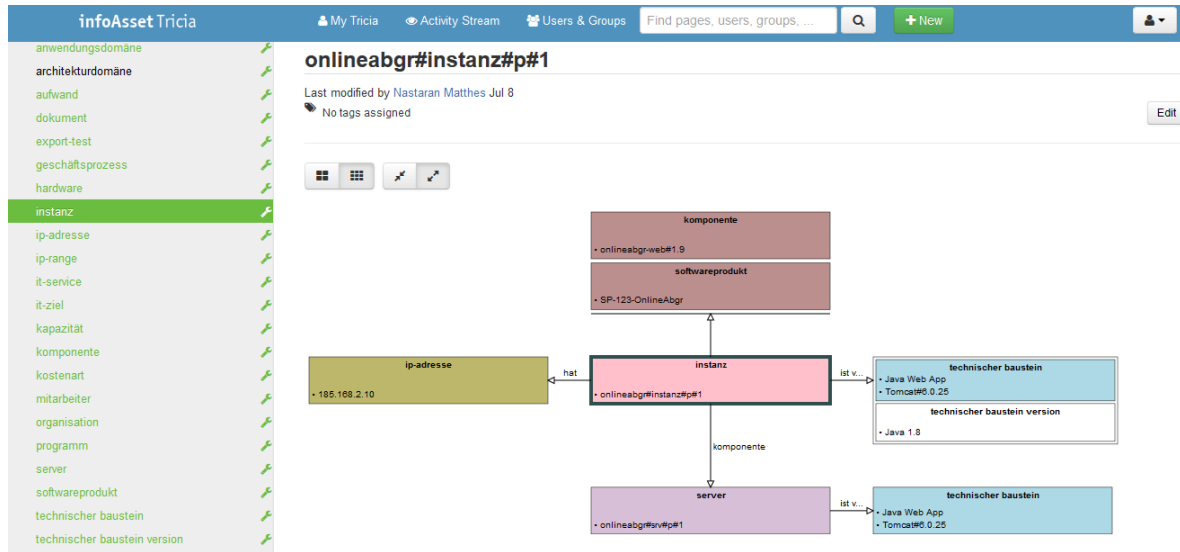 infoAsset Tricia
My Tricia
Activity Stream
Users & Groups
Find pages, users, groups, ...
New
anwendungsdomäne
architekturdomäne
aufwand
dokument
export-test
geschäftsprozess
hardware
instanz
ip-adresse
ip-range
it-service
it-ziel
kapazität
komponente
kostenart
mitarbeiter
organisation
programm
server
softwareprodukt
technischer baustein
technischer baustein version
onlineabgr#instanz#p#1
Last modified by Nastaran Matthes Jul 8
No tags assigned
Edit
komponente
• onlineabgr-web#1.9
softwareprodukt
• SP-123-OnlineAbgr
ip-adresse
• 185.168.2.10
hat
instanz
• onlineabgr#instanz#p#1
ist v...
technischer baustein
• Java Web App
• Tomcat#6.0.25
technischer baustein version
• Java 1.8
komponente
server
• onlineabgr#srv#p#1
ist v...
technischer baustein
• Java Web App
• Tomcat#6.0.25